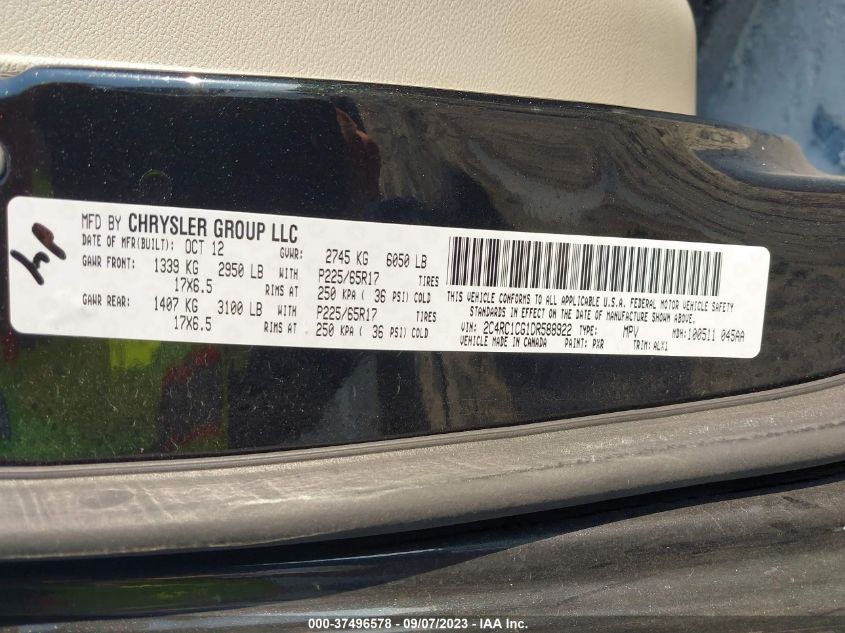 MFD BY CHRYSLER GROUP LLC
DATE OF MFR(BUILT): OCT 12 GVWR: 2745 KG 6050 LB
GAWR FRONT: 1339 KG 2950 LB WITH P225/65R17 TIRES
17X6.5 RIMS AT 250 KPA ( 36 PSI) COLD
GAWR REAR: 1407 KG 3100 LB WITH P225/65R17 TIRES
17X6.5 RIMS AT 250 KPA ( 36 PSI) COLD
THIS VEHICLE CONFORMS TO ALL APPLICABLE U.S.A. FEDERAL MOTOR VEHICLE SAFETY
STANDARDS IN EFFECT ON THE DATE OF MANUFACTURE SHOWN ABOVE.
VIN: 2C4RC1CG1DR588922 TYPE: MPV MDH:100511 045AA
VEHICLE MADE IN CANADA PAINT: PXR TRIM: ALX1
000-37496578 - 09/07/2023 - IAA Inc.